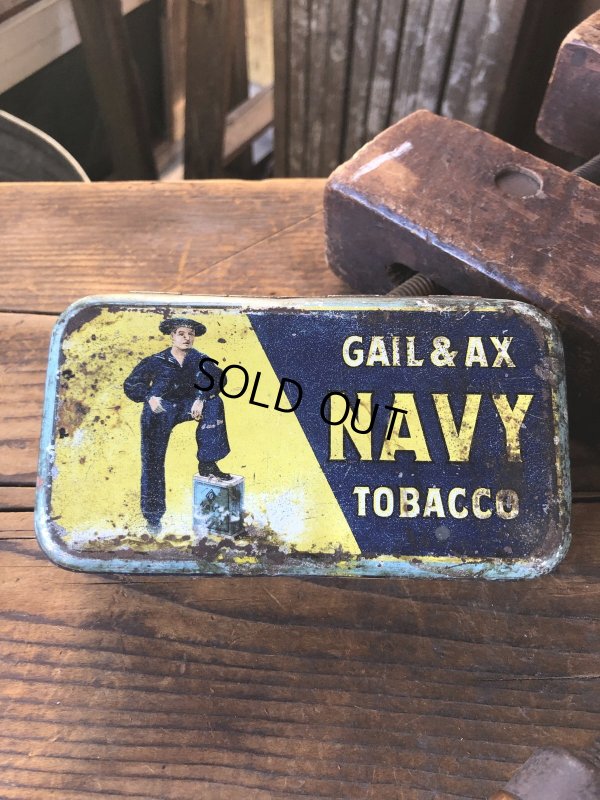 GAIL & AX
NAVY
TOBACCO
SOLD OUT